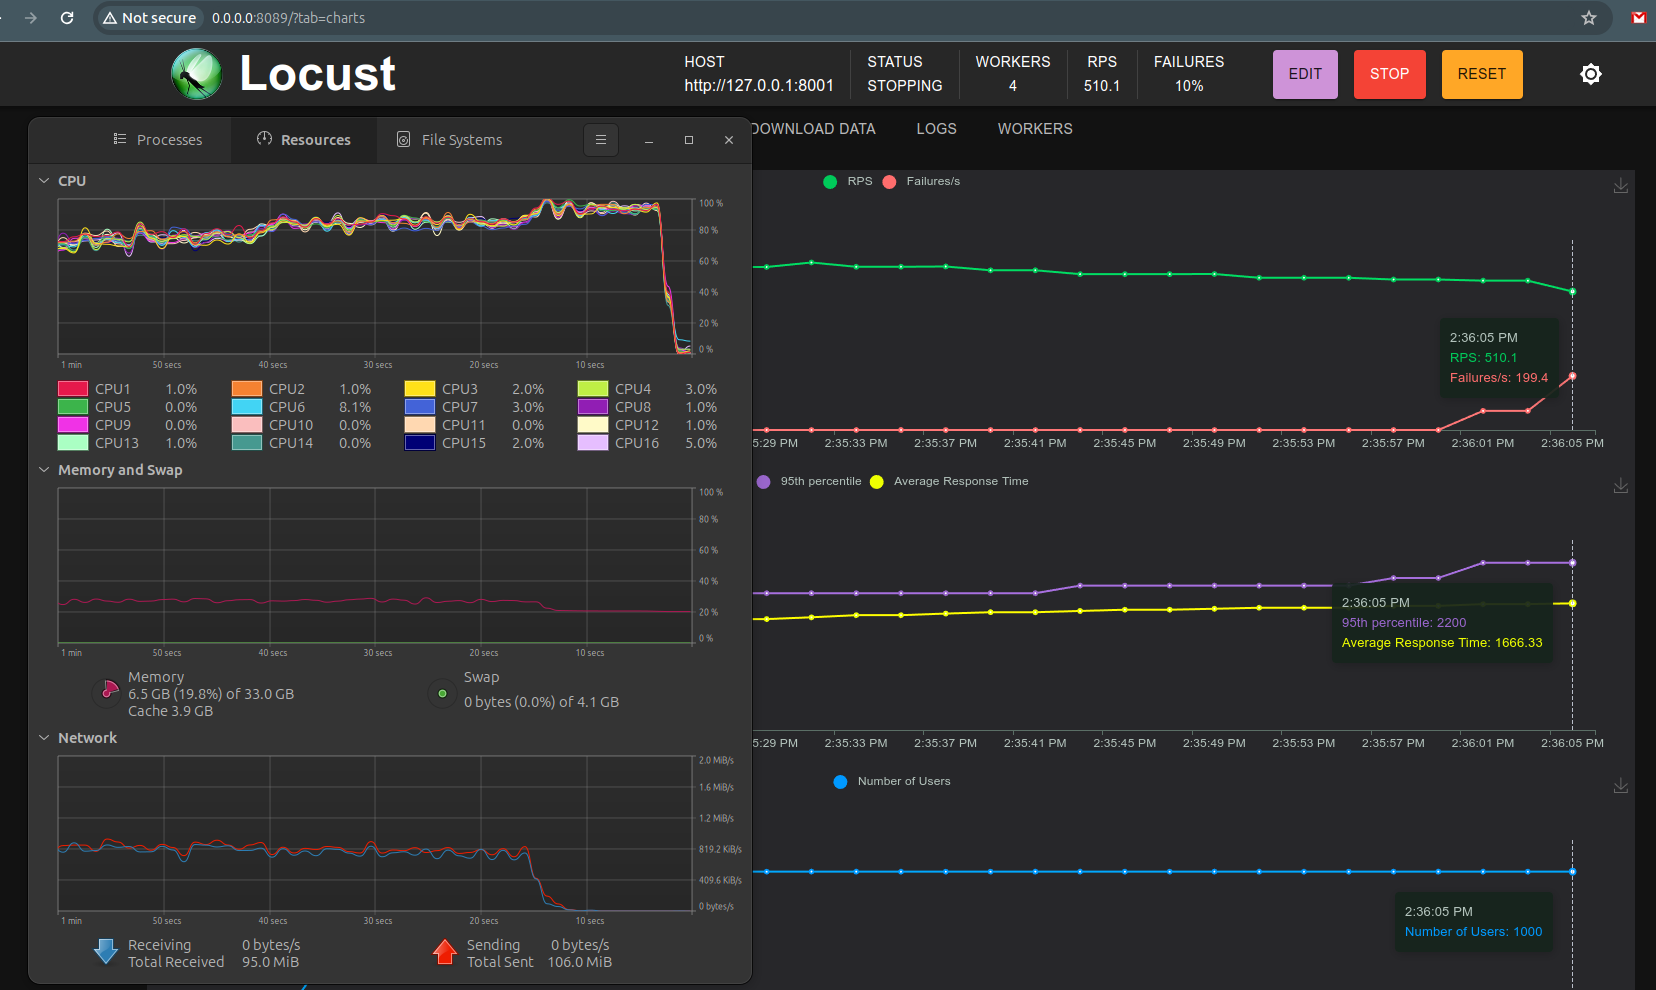 Not secure 0.0.0.0:8089/?tab=charts
Locust
HOST
http://127.0.0.1:8001
STATUS
STOPPING
WORKERS
4
RPS
510.1
FAILURES
10%
EDIT
STOP
RESET
DOWNLOAD DATA LOGS WORKERS
Processes Resources File Systems
CPU
100 %
80 %
60 %
40 %
20 %
0 %
1 min 50 secs 40 secs 30 secs 20 secs 10 secs
CPU1 1.0% CPU2 1.0% CPU3 2.0% CPU4 3.0%
CPU5 0.0% CPU6 8.1% CPU7 3.0% CPU8 1.0%
CPU9 0.0% CPU10 0.0% CPU11 0.0% CPU12 1.0%
CPU13 1.0% CPU14 0.0% CPU15 2.0% CPU16 5.0%
Memory and Swap
100 %
80 %
60 %
40 %
20 %
0 %
1 min 50 secs 40 secs 30 secs 20 secs 10 secs
Memory
6.5 GB (19.8%) of 33.0 GB
Cache 3.9 GB
Swap
0 bytes (0.0%) of 4.1 GB
Network
2.0 MiB/s
1.6 MiB/s
1.2 MiB/s
819.2 KiB/s
409.6 KiB/s
0 bytes/s
1 min 50 secs 40 secs 30 secs 20 secs 10 secs
Receiving 0 bytes/s
Total Received 95.0 MiB
Sending 0 bytes/s
Total Sent 106.0 MiB
RPS Failures/s
2:36:05 PM
RPS: 510.1
Failures/s: 199.4
5:29 PM 2:35:33 PM 2:35:37 PM 2:35:41 PM 2:35:45 PM 2:35:49 PM 2:35:53 PM 2:35:57 PM 2:36:01 PM 2:36:05 PM
95th percentile Average Response Time
2:36:05 PM
95th percentile: 2200
Average Response Time: 1666.33
5:29 PM 2:35:33 PM 2:35:37 PM 2:35:41 PM 2:35:45 PM 2:35:49 PM 2:35:53 PM 2:35:57 PM 2:36:01 PM 2:36:05 PM
Number of Users
2:36:05 PM
Number of Users: 1000